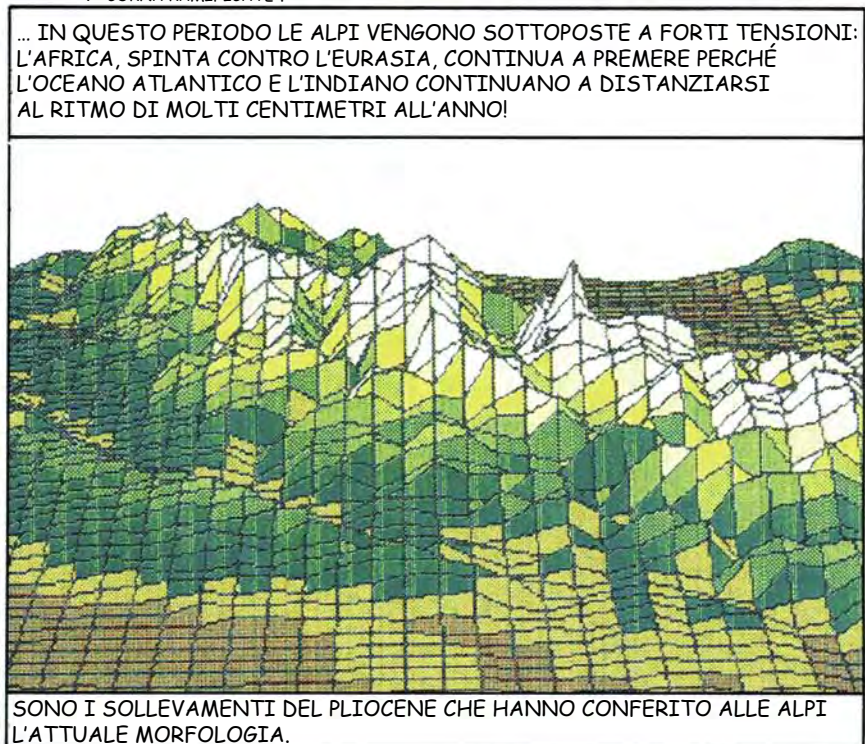 … IN QUESTO PERIODO LE ALPI VENGONO SOTTOPOSTE A FORTI TENSIONI:
L'AFRICA, SPINTA CONTRO L'EURASIA, CONTINUA A PREMERE PERCHÉ
L'OCEANO ATLANTICO E L'INDIANO CONTINUANO A DISTANZIARSI
AL RITMO DI MOLTI CENTIMETRI ALL'ANNO!
SONO I SOLLEVAMENTI DEL PLIOCENE CHE HANNO CONFERITO ALLE ALPI
L'ATTUALE MORFOLOGIA.